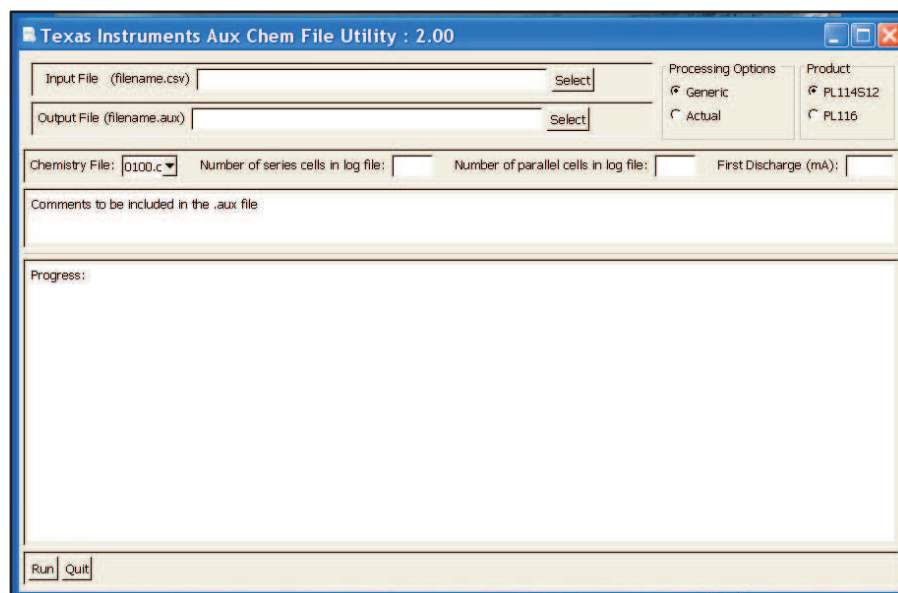 Texas Instruments Aux Chem File Utility : 2.00
Input File (filename.csv) Select
Output File (filename.aux) Select
Processing Options
Generic
Actual
Product
PL114S12
PL116
Chemistry File: 0100.c Number of series cells in log file: Number of parallel cells in log file: First Discharge (mA):
Comments to be included in the .aux file
Progress:
Run Quit